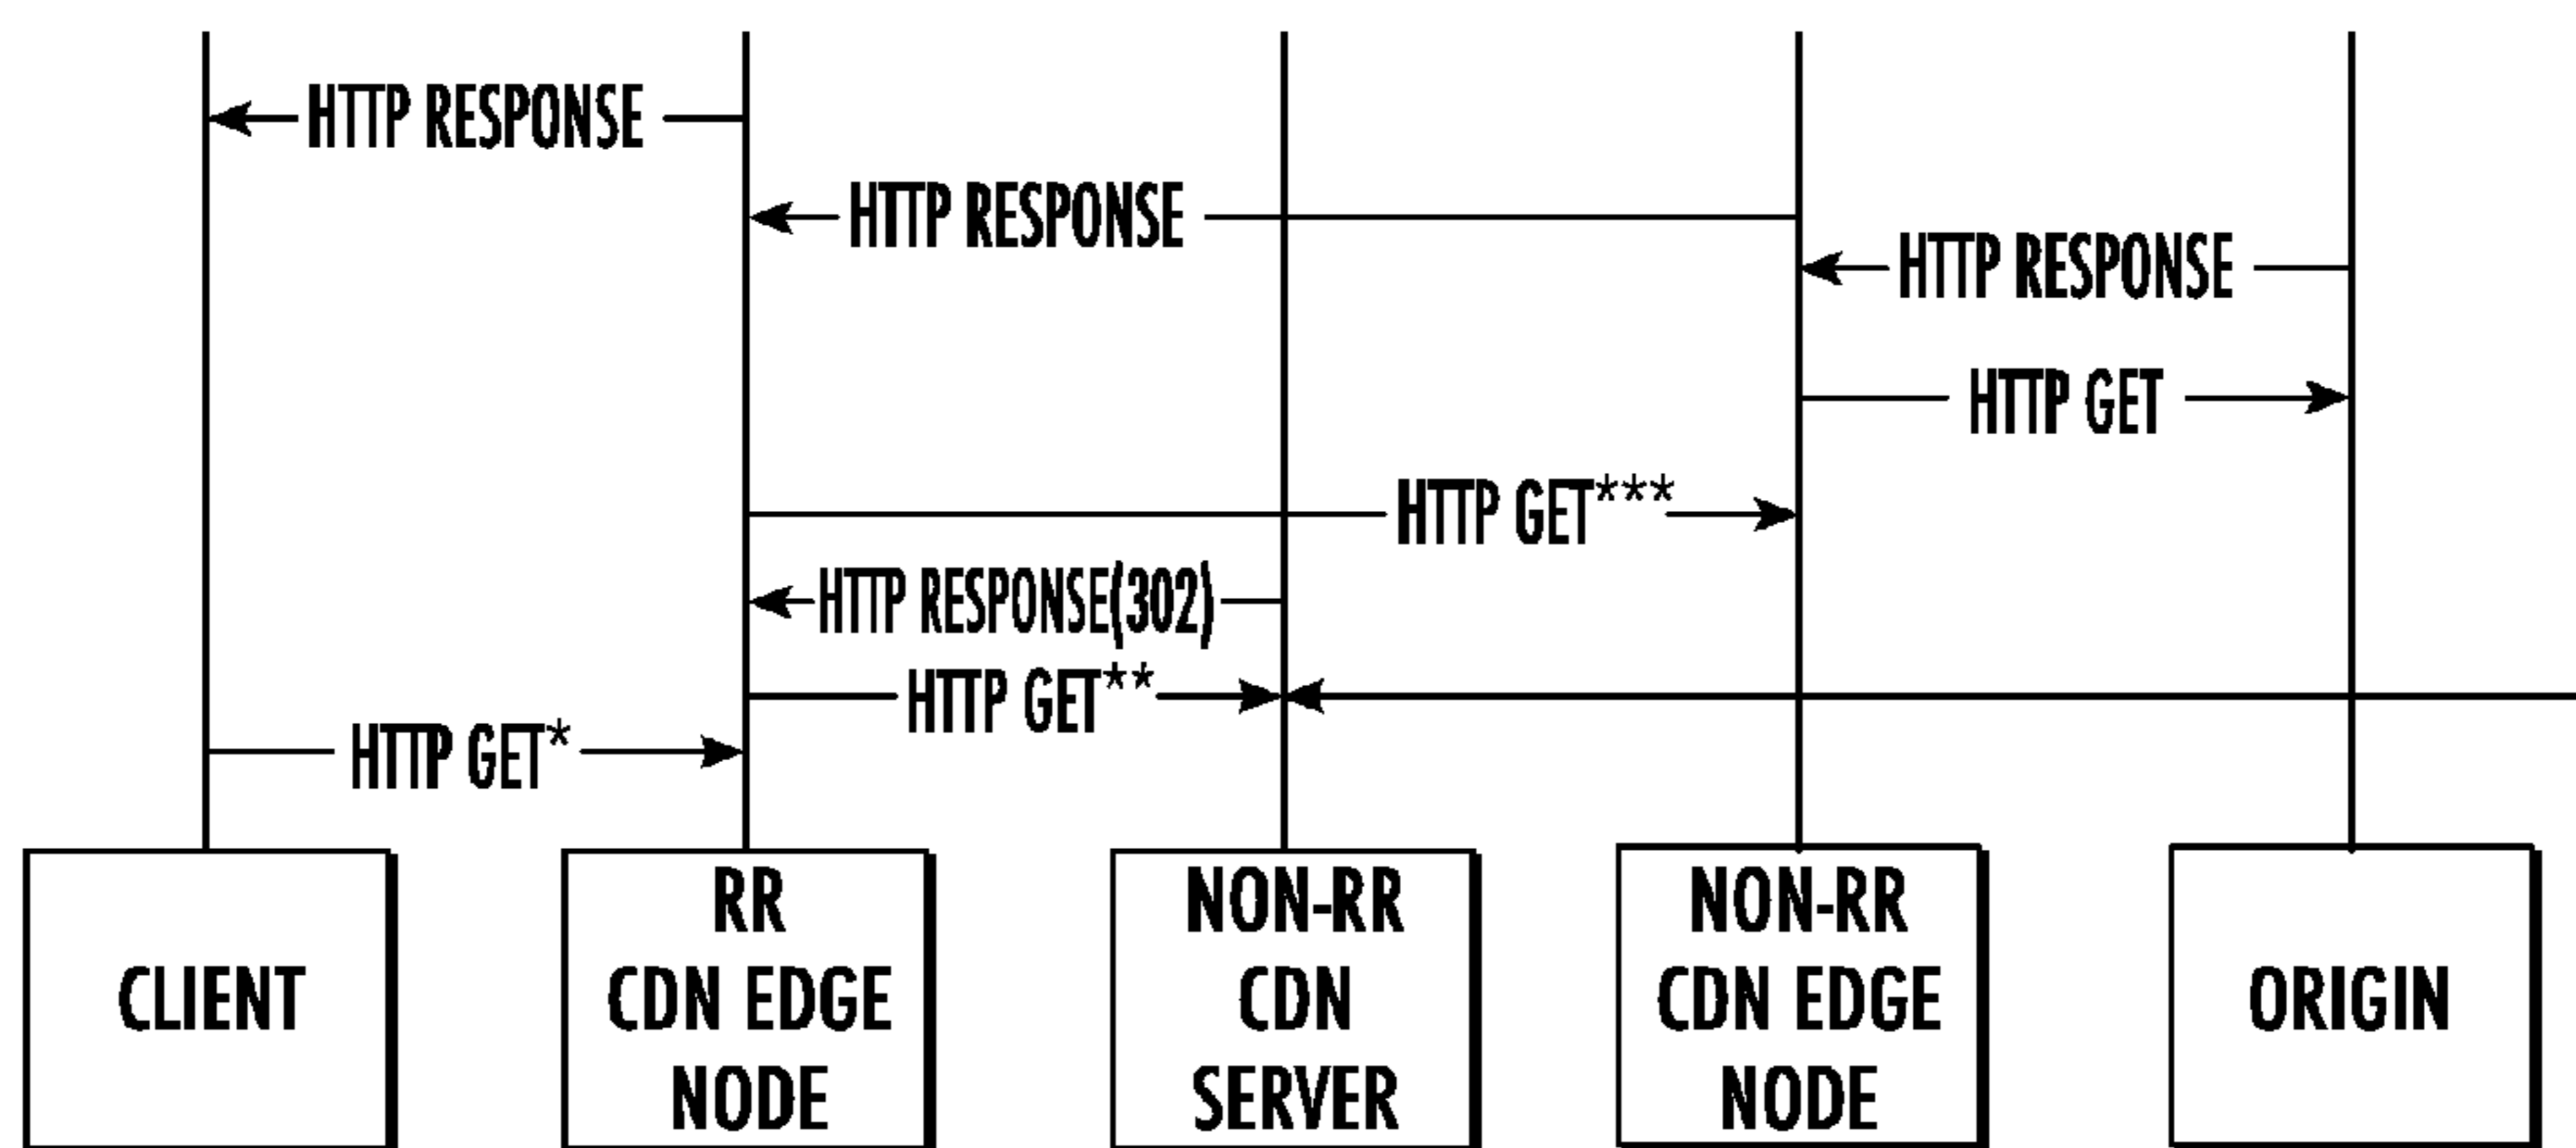 HTTP RESPONSE
HTTP RESPONSE
HTTP RESPONSE
HTTP GET
HTTP GET***
HTTP RESPONSE(302)
HTTP GET**
HTTP GET*
CLIENT
RR
CDN EDGE
NODE
NON-RR
CDN
SERVER
NON-RR
CDN EDGE
NODE
ORIGIN